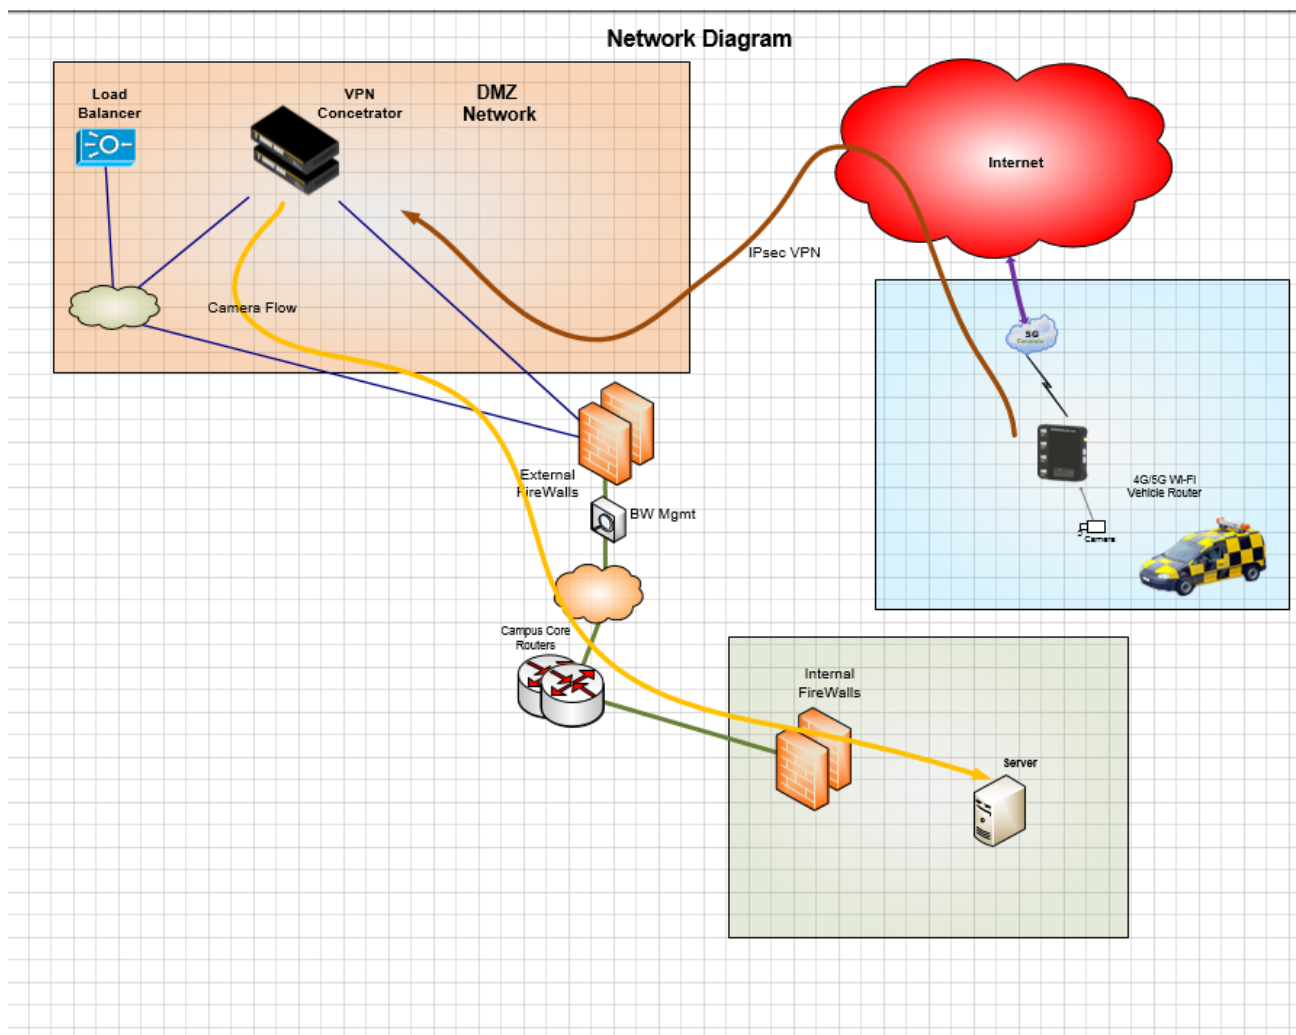 Network Diagram
Load
Balancer
VPN
Concetrator
DMZ
Network
Internet
IPsec VPN
Camera Flow
5G
External
FireWalls
BW Mgmt
4G/5G WI-FI
Vehicle Router
Camera
Campus Core
Routers
Internal
FireWalls
Server